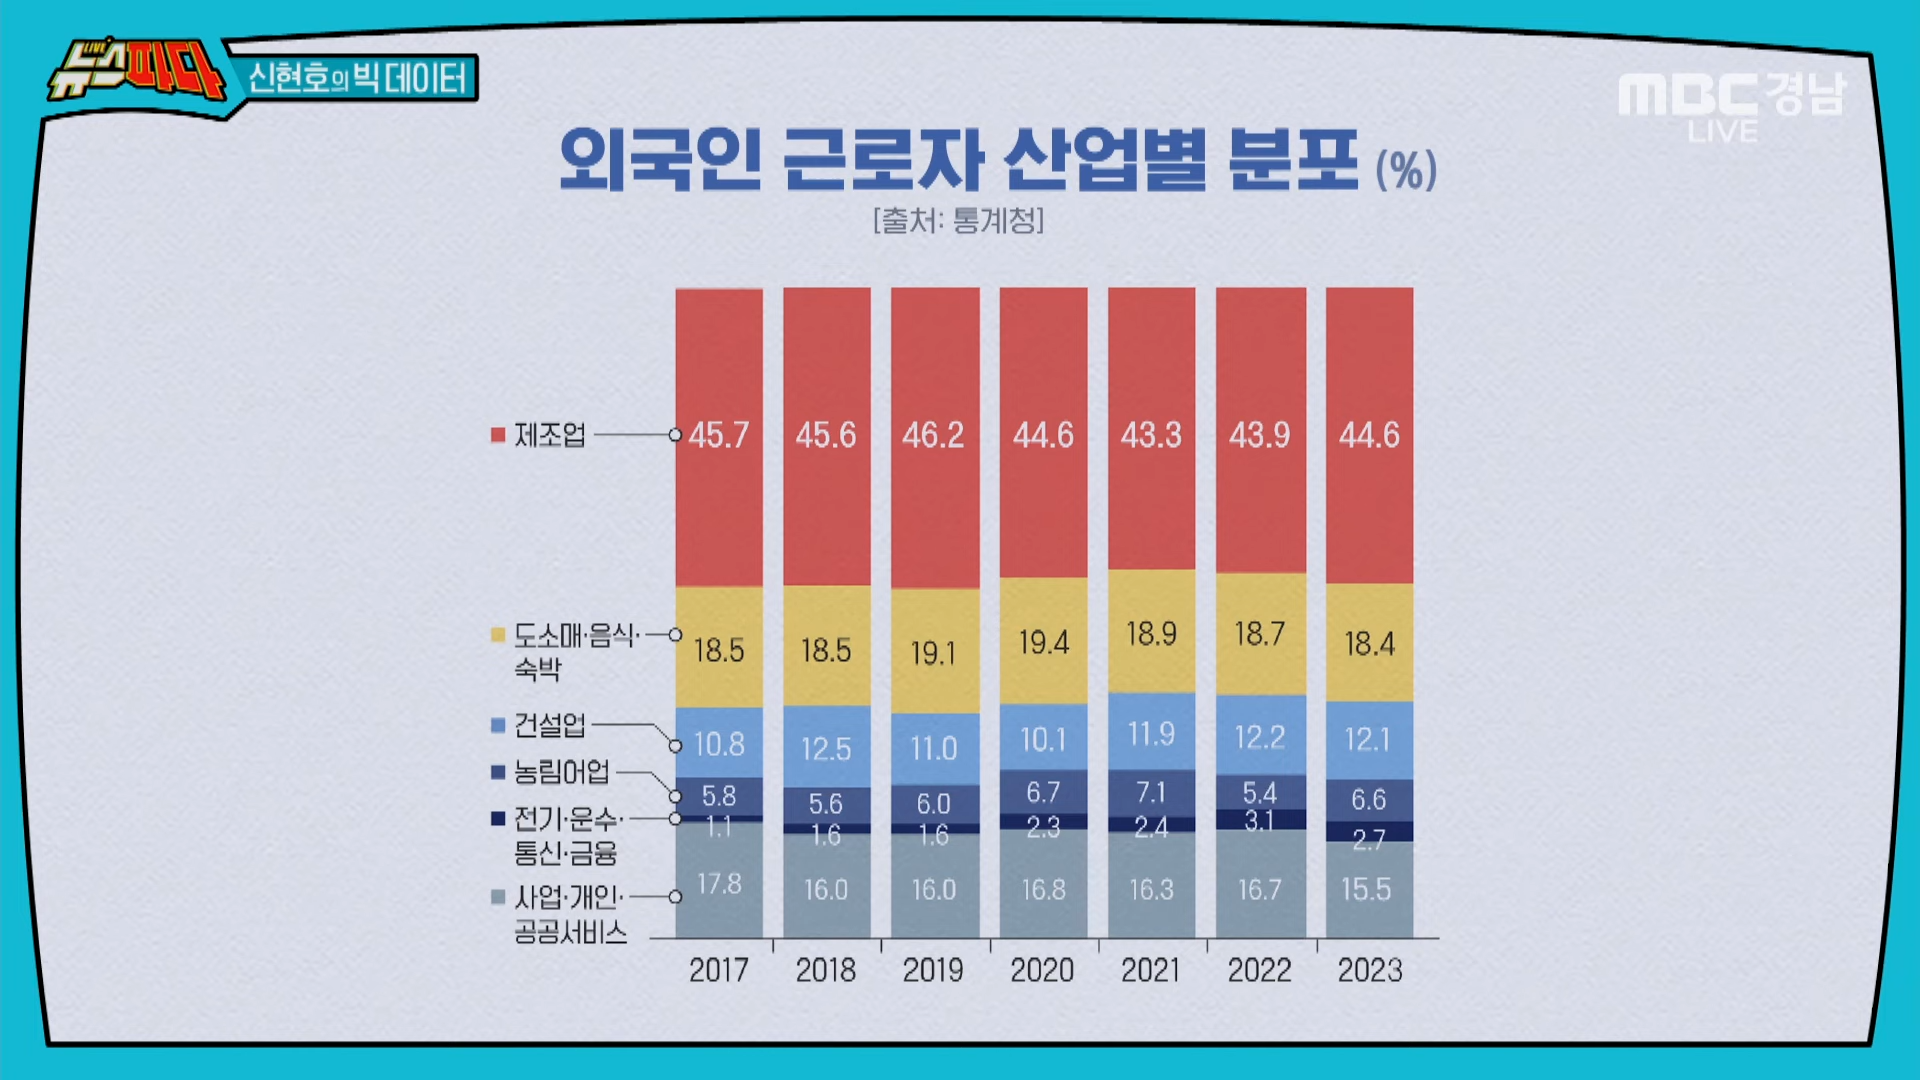 LIVE
뉴스파다
신현호의 빅 데이터
MBC경남
LIVE
외국인 근로자 산업별 분포 (%)
[출처: 통계청]
제조업
45.7 45.6 46.2 44.6 43.3 43.9 44.6
도소매·음식·
숙박
18.5 18.5 19.1 19.4 18.9 18.7 18.4
건설업
10.8 12.5 11.0 10.1 11.9 12.2 12.1
농림어업
5.8 5.6 6.0 6.7 7.1 5.4 6.6
전기·운수·
통신·금융
1.1 1.6 1.6 2.3 2.4 3.1 2.7
사업·개인·
공공서비스
17.8 16.0 16.0 16.8 16.3 16.7 15.5
2017 2018 2019 2020 2021 2022 2023